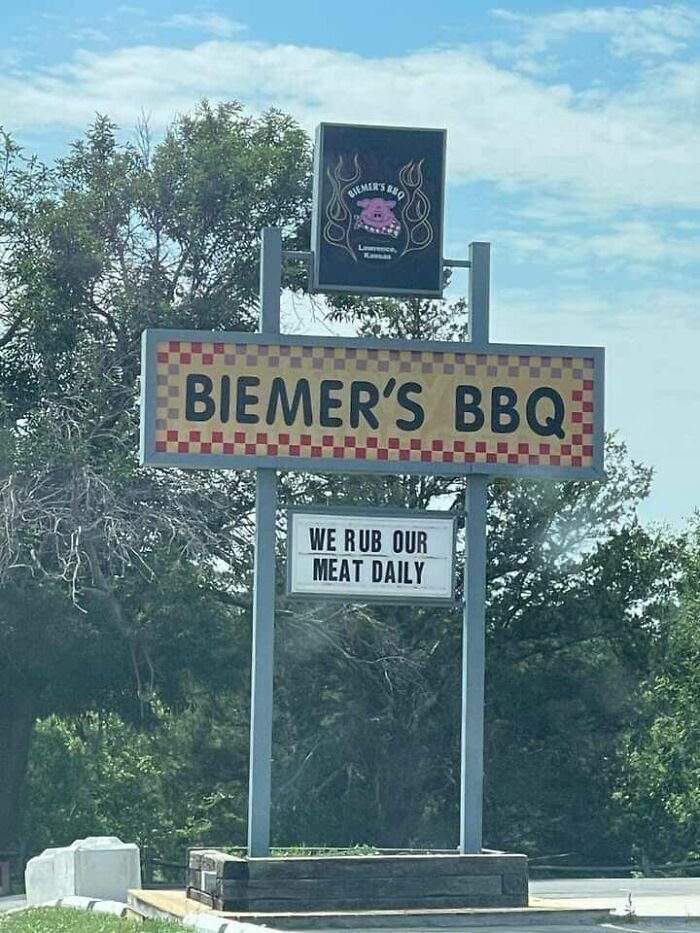 BIEMER'S BBQ
Lawrence,
Kansas
BIEMER'S BBQ
WE RUB OUR
MEAT DAILY